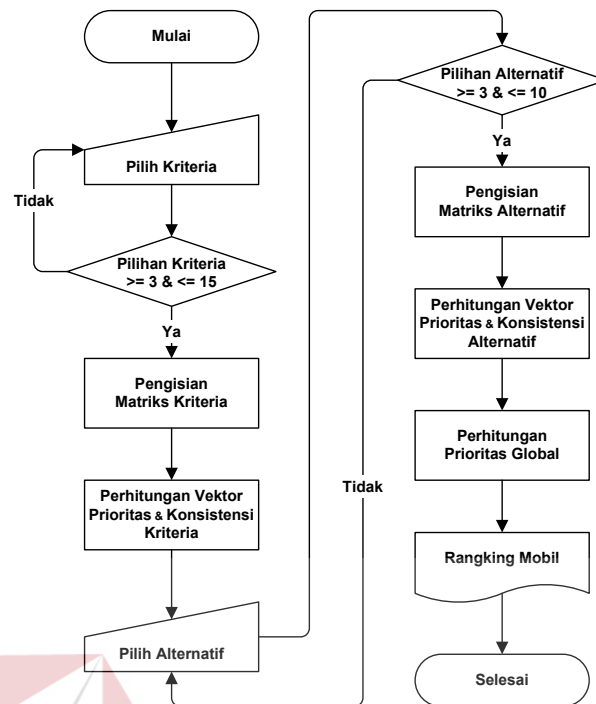 Mulai
Pilih Kriteria
Tidak
Pilihan Kriteria
>= 3 & <= 15
Ya
Pengisian
Matriks Kriteria
Perhitungan Vektor
Prioritas & Konsistensi
Kriteria
Pilih Alternatif
Pilihan Alternatif
>= 3 & <= 10
Tidak
Ya
Pengisian
Matriks Alternatif
Perhitungan Vektor
Prioritas & Konsistensi
Alternatif
Perhitungan
Prioritas Global
Rangking Mobil
Selesai